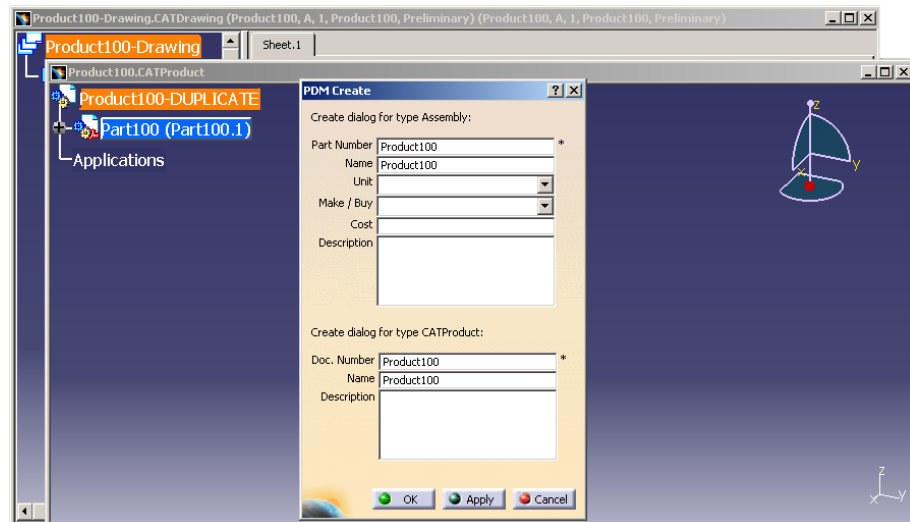 Product100-Drawing.CATDrawing (Product100, A, 1, Product100, Preliminary) (Product100, A, 1, Product100, Preliminary)
Product100-Drawing
Sheet.1
Product100.CATProduct
Product100-DUPLICATE
Part100 (Part100.1)
Applications
PDM Create
Create dialog for type Assembly:
Part Number Product100 *
Name Product100
Unit
Make / Buy
Cost
Description
Create dialog for type CATProduct:
Doc. Number Product100 *
Name Product100
Description
OK Apply Cancel
z
y
x
z
x y